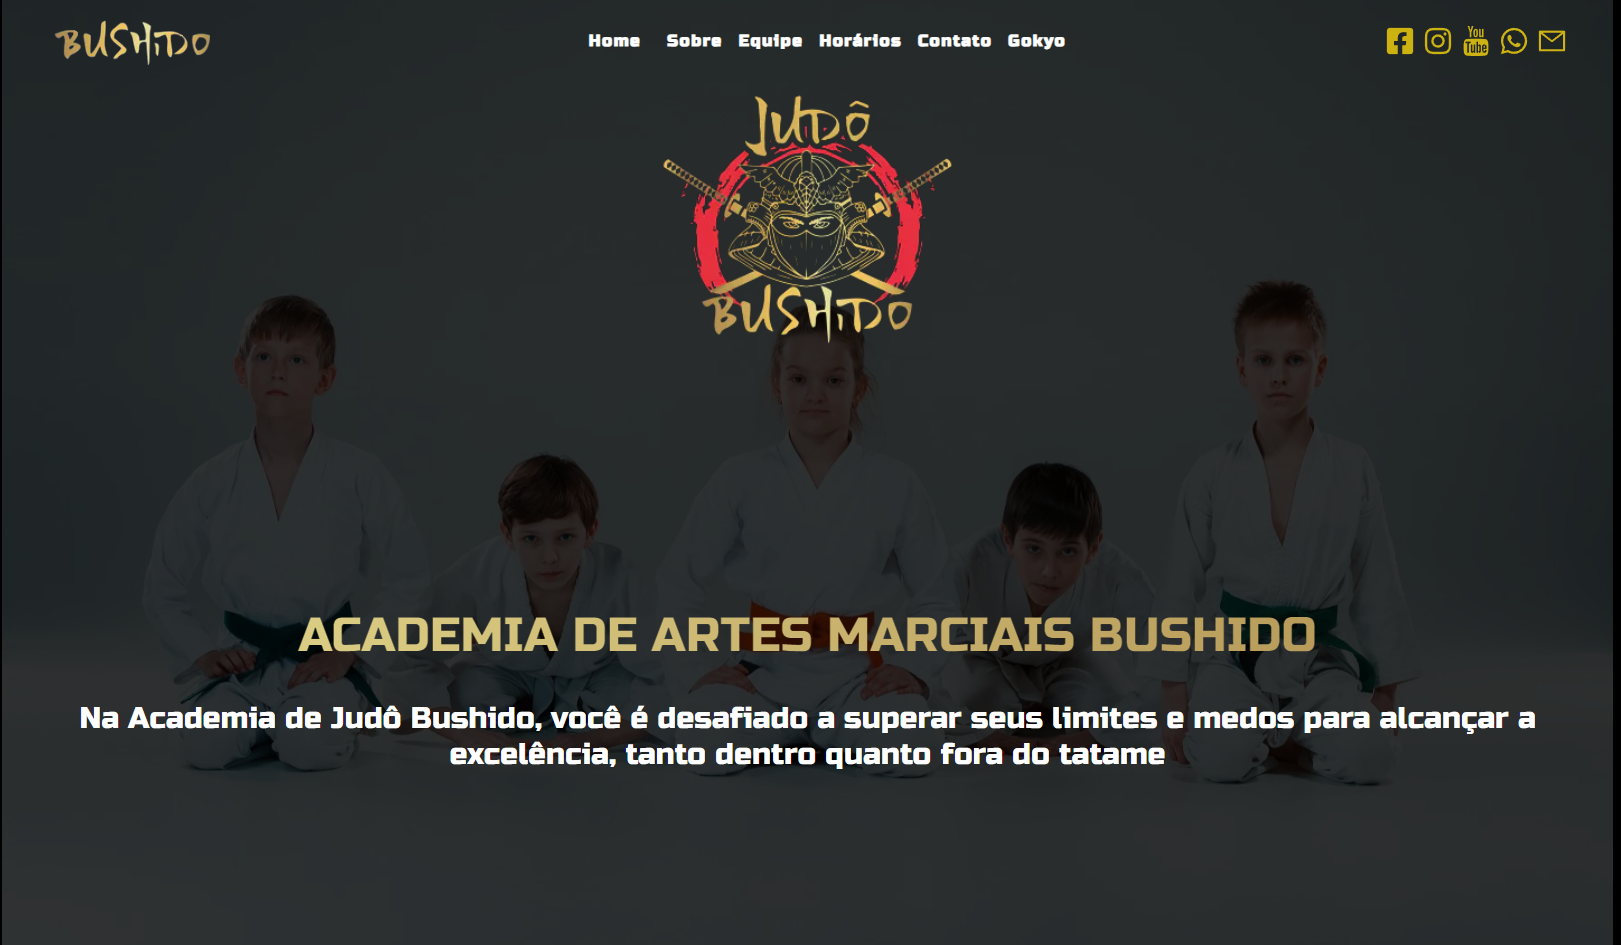 BUSHIDO
Home Sobre Equipe Horários Contato Gokyo
You
Tube
JUDÔ
BUSHIDO
ACADEMIA DE ARTES MARCIAIS BUSHIDO
Na Academia de Judô Bushido, você é desafiado a superar seus limites e medos para alcançar a
excelência, tanto dentro quanto fora do tatame